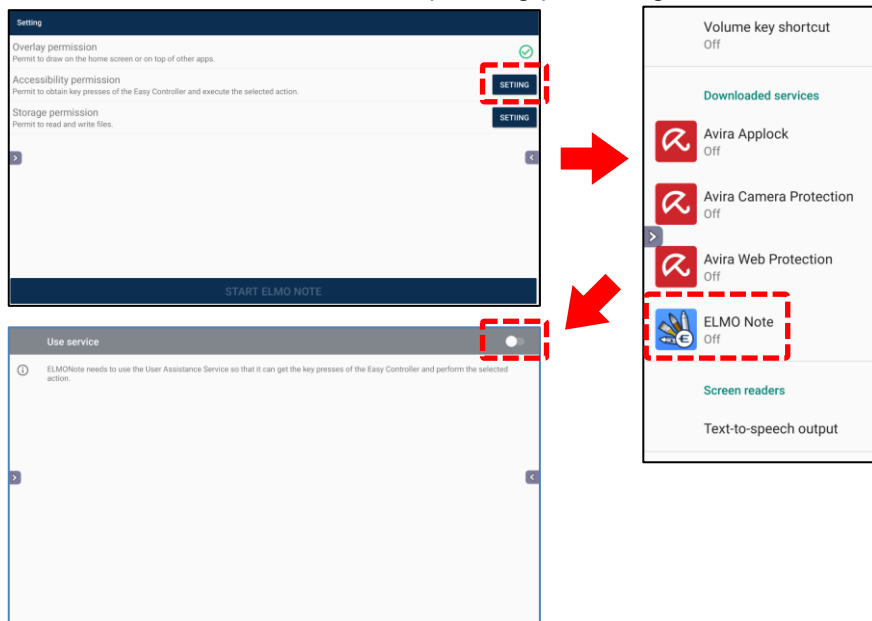 Setting
Overlay permission
Permit to draw on the home screen or on top of other apps.
Accessibility permission
Permit to obtain key presses of the Easy Controller and execute the selected action.
SETIING
Storage permission
Permit to read and write files.
SETIING
START ELMO NOTE
Volume key shortcut
Off
Downloaded services
Avira Applock
Off
Avira Camera Protection
Off
Avira Web Protection
Off
ELMO Note
Off
Screen readers
Text-to-speech output
Use service
ELMONote needs to use the User Assistance Service so that it can get the key presses of the Easy Controller and perform the selected
action.